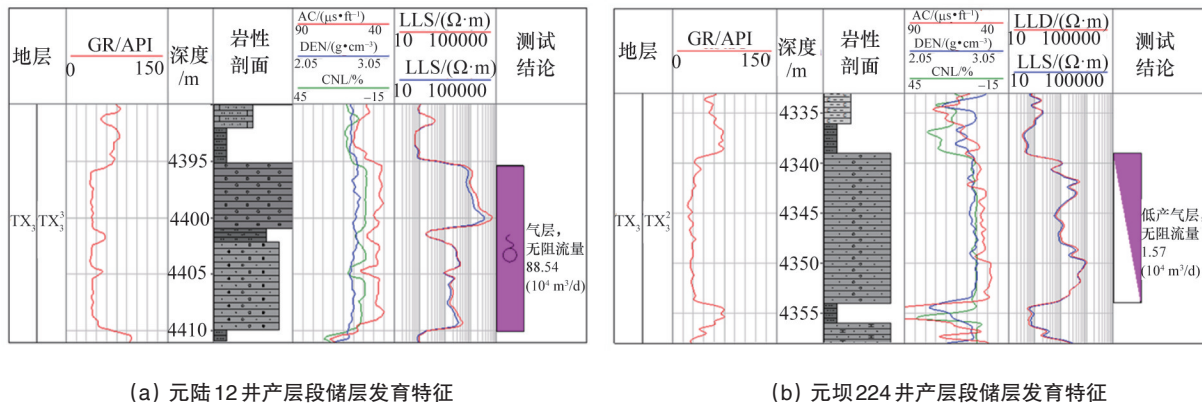 地层
GR/API
0 150
深度
/m
岩性
剖面
AC/(μs•ft⁻¹)
90 40
DEN/(g•cm⁻³)
2.05 3.05
CNL/%
45 -15
LLS/(Ω·m)
10 100000
LLS/(Ω·m)
10 100000
测试
结论
4395
4400
4405
4410
TX₃ TX₃³
气层,
无阻流量
88.54
(10⁴ m³/d)
(a) 元陆12井产层段储层发育特征
地层
GR/API
0 150
深度
/m
岩性
剖面
AC/(μs•ft⁻¹)
90 40
DEN/(g•cm⁻³)
2.05 3.05
CNL/%
45 -15
LLD/(Ω·m)
10 100000
LLS/(Ω·m)
10 100000
测试
结论
4335
4340
4345
4350
4355
TX₃ TX₃²
低产气层,
无阻流量
1.57
(10⁴ m³/d)
(b) 元坝224井产层段储层发育特征